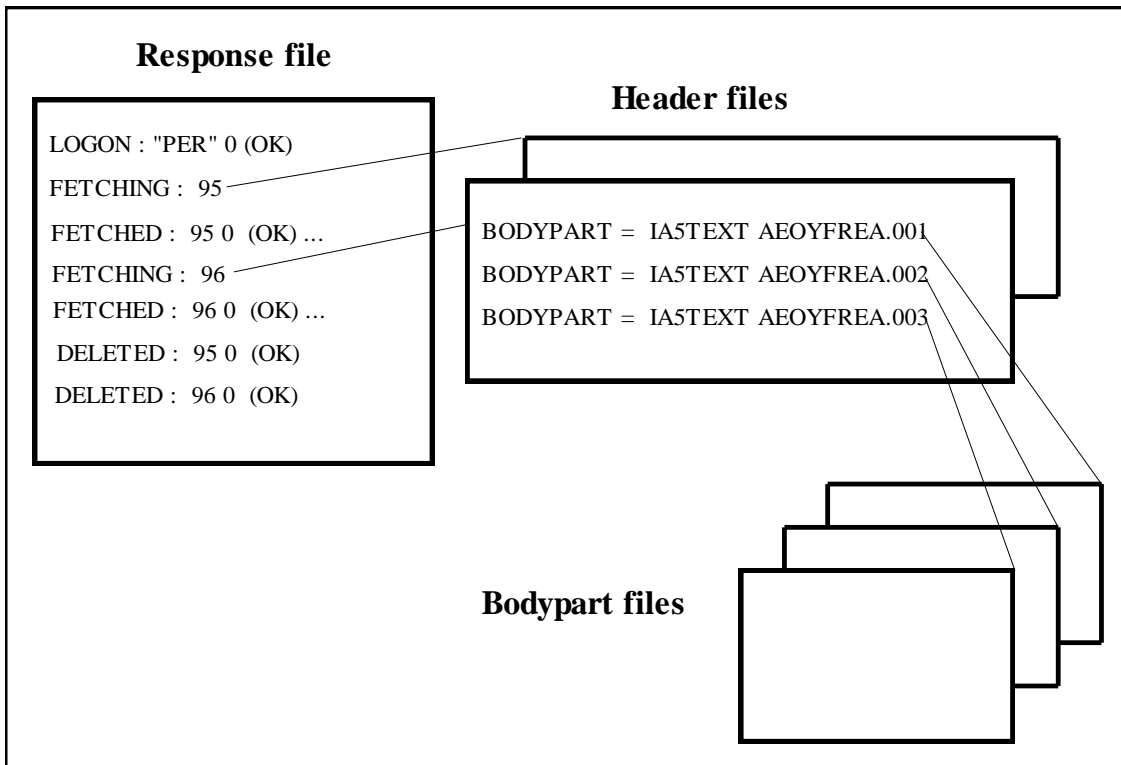 Response file
LOGON : "PER" 0 (OK)
FETCHING : 95
FETCHED : 95 0 (OK) ...
FETCHING : 96
FETCHED : 96 0 (OK) ...
DELETED : 95 0 (OK)
DELETED : 96 0 (OK)
Header files
BODYPART = IA5TEXT AEOYFREA.001
BODYPART = IA5TEXT AEOYFREA.002
BODYPART = IA5TEXT AEOYFREA.003
Bodypart files